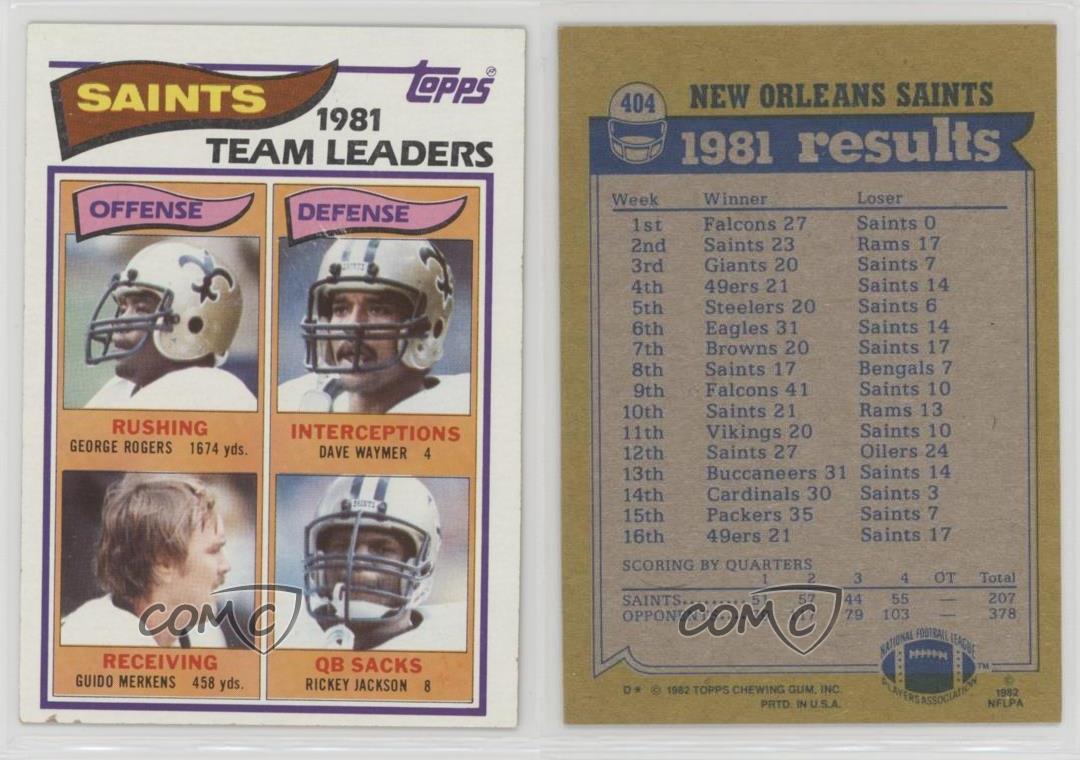 SAINTS
topps®
1981
TEAM LEADERS
OFFENSE
DEFENSE
SAINTS
RUSHING
GEORGE ROGERS 1674 yds.
INTERCEPTIONS
DAVE WAYMER 4
SAINTS
RECEIVING
GUIDO MERKENS 458 yds.
QB SACKS
RICKEY JACKSON 8
COMC
404
NEW ORLEANS SAINTS
1981 results
Week Winner Loser
1st Falcons 27 Saints 0
2nd Saints 23 Rams 17
3rd Giants 20 Saints 7
4th 49ers 21 Saints 14
5th Steelers 20 Saints 6
6th Eagles 31 Saints 14
7th Browns 20 Saints 17
8th Saints 17 Bengals 7
9th Falcons 41 Saints 10
10th Saints 21 Rams 13
11th Vikings 20 Saints 10
12th Saints 27 Oilers 24
13th Buccaneers 31 Saints 14
14th Cardinals 30 Saints 3
15th Packers 35 Saints 7
16th 49ers 21 Saints 17
SCORING BY QUARTERS
1 2 3 4 OT Total
SAINTS......... 51 57 44 55 — 207
OPPONENTS 79 103 — 378
COMC
NATIONAL FOOTBALL LEAGUE
PLAYERS ASSOCIATION
™
D* © 1982 TOPPS CHEWING GUM, INC.
PRTD. IN U.S.A.
©
1982
NFLPA